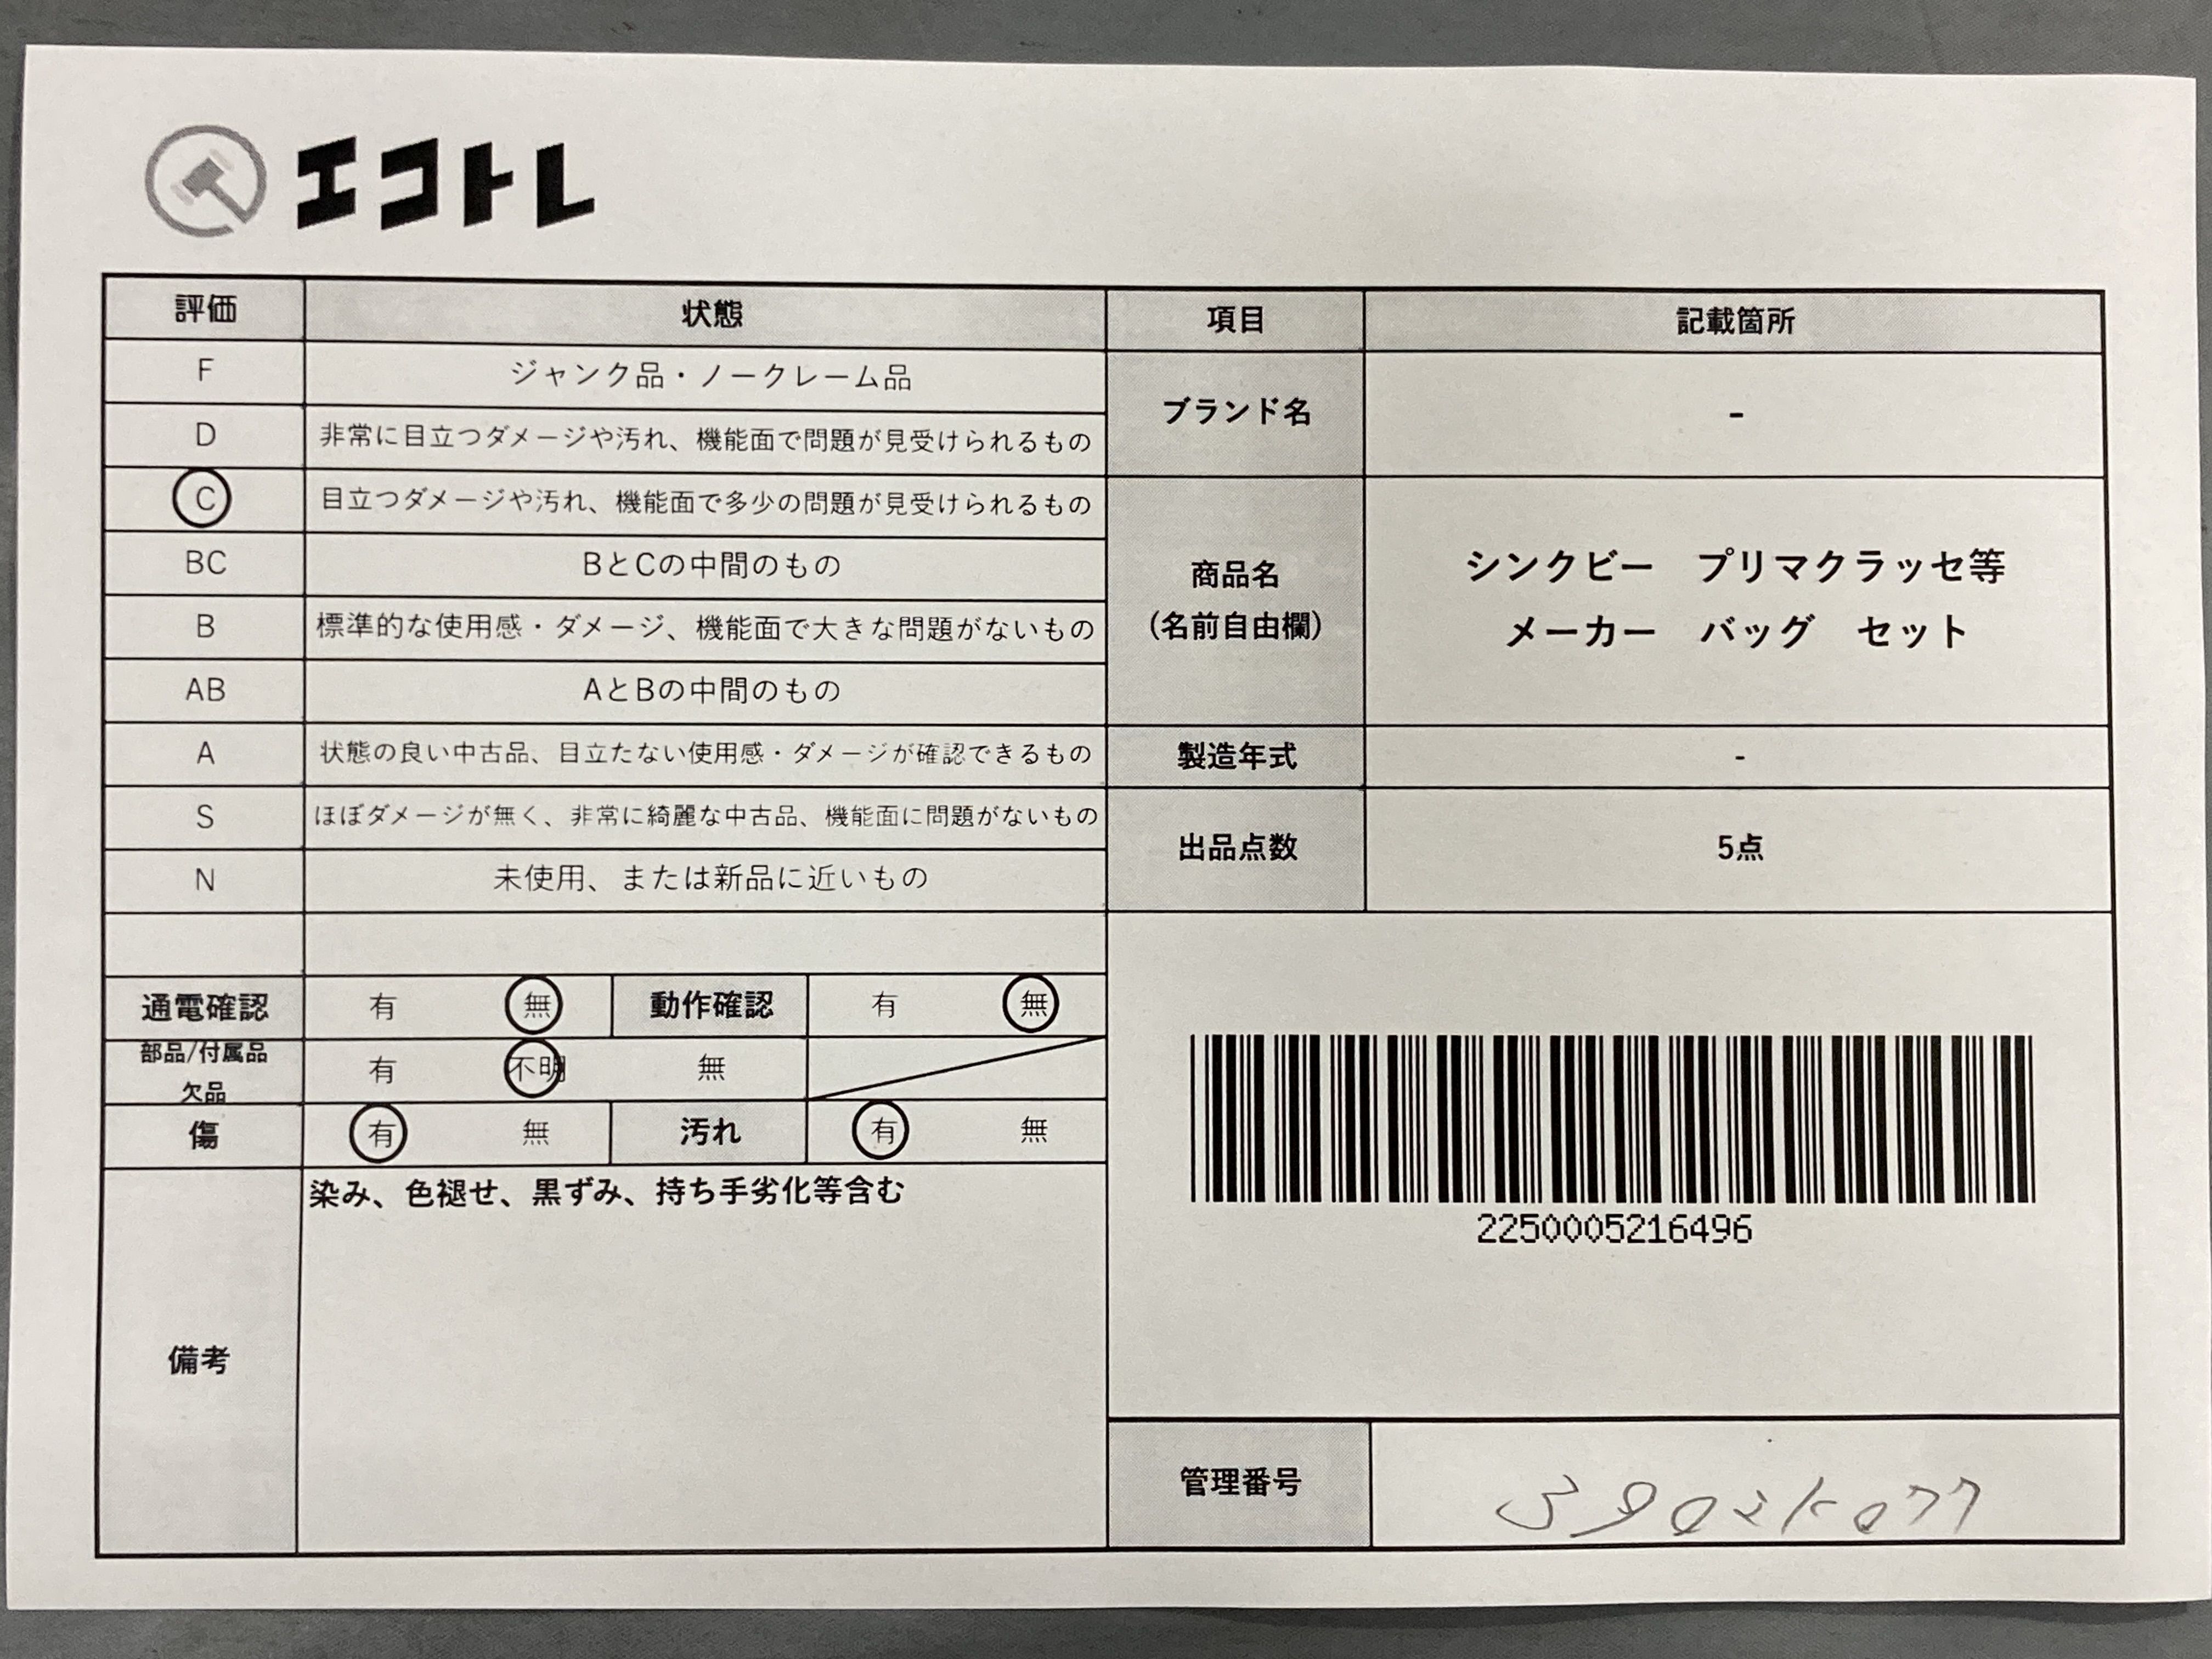 エコトレ
評価 状態 項目 記載箇所
F ジャンク品・ノークレーム品
D 非常に目立つダメージや汚れ、機能面で問題が見受けられるもの
ブランド名 -
C 目立つダメージや汚れ、機能面で多少の問題が見受けられるもの
BC BとCの中間のもの
B 標準的な使用感・ダメージ、機能面で大きな問題がないもの
AB AとBの中間のもの
商品名
(名前自由欄)
シンクビー プリマクラッセ等
メーカー バッグ セット
A 状態の良い中古品、目立たない使用感・ダメージが確認できるもの
製造年式 -
S ほぼダメージが無く、非常に綺麗な中古品、機能面に問題がないもの
N 未使用、または新品に近いもの
出品点数 5点
通電確認 有 無 動作確認 有 無
部品/付属品
欠品
有 不明 無
傷 有 無 汚れ 有 無
備考
染み、色褪せ、黒ずみ、持ち手劣化等含む
2250005216496
管理番号